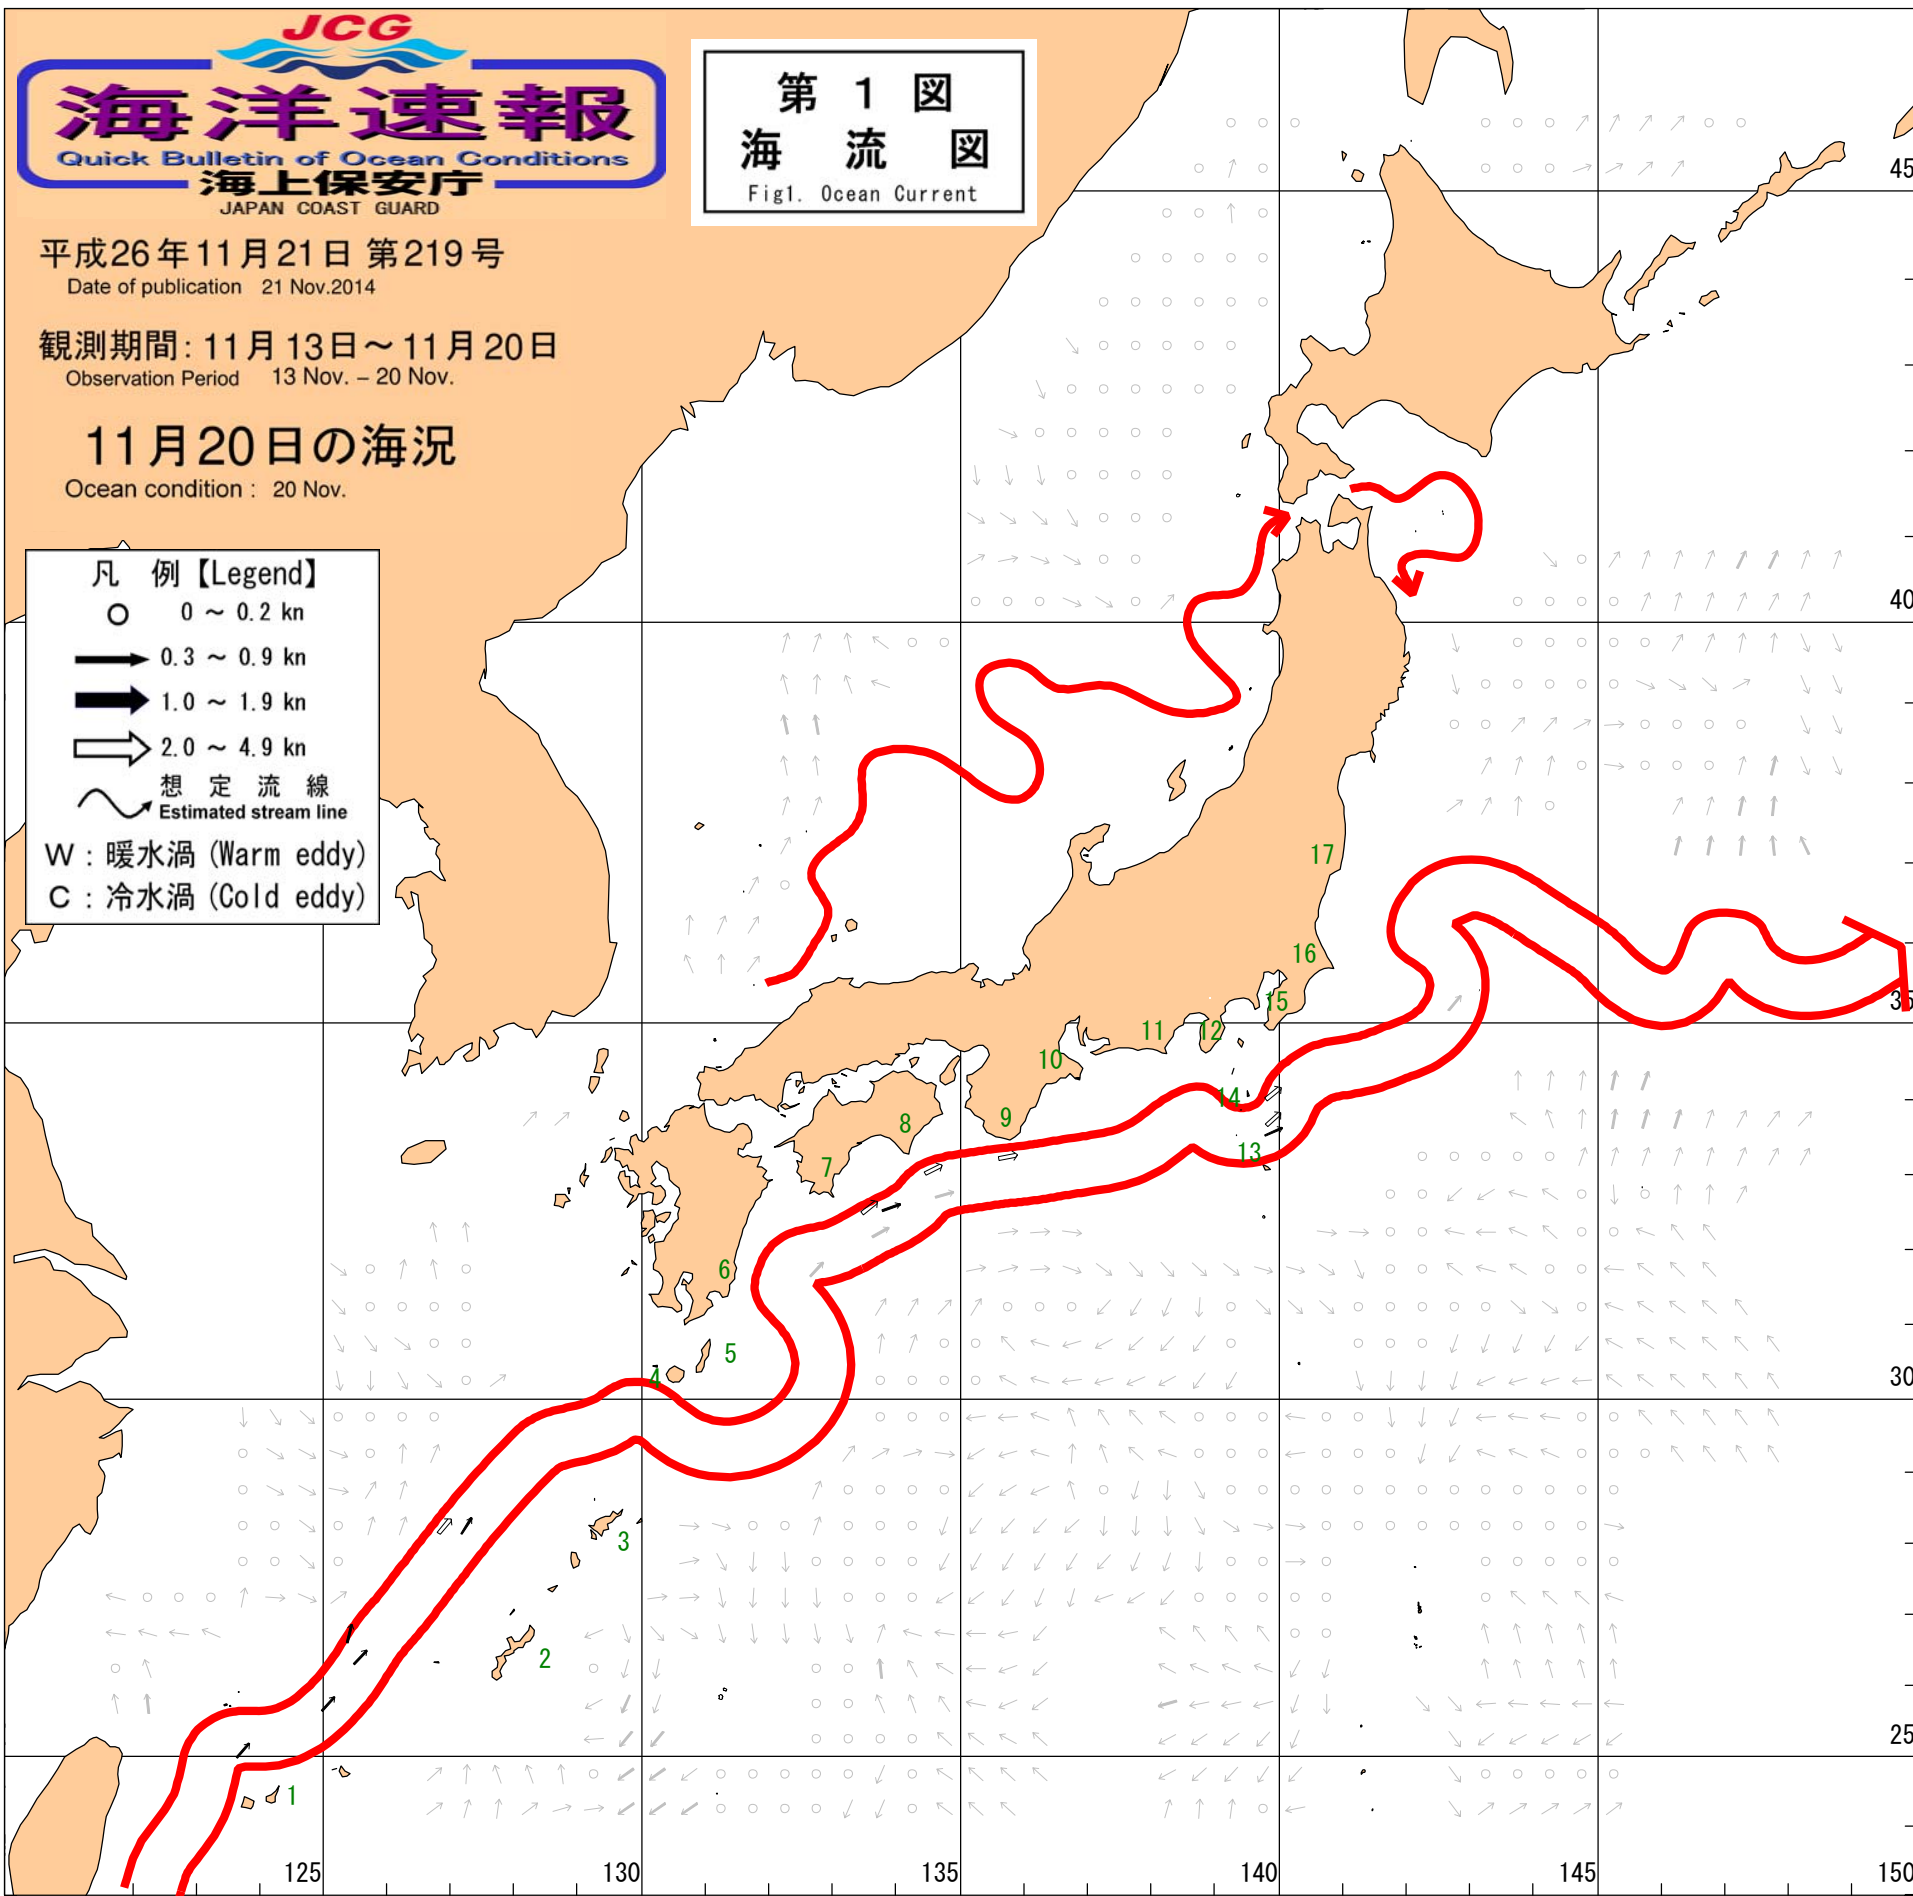 JCG
海洋速報
Quick Bulletin of Ocean Conditions
海上保安庁
JAPAN COAST GUARD
第 1 図
海 流 図
Fig1. Ocean Current
平成26年11月21日 第219号
Date of publication 21 Nov.2014
観測期間: 11月13日～11月20日
Observation Period 13 Nov. – 20 Nov.
11月20日の海況
Ocean condition : 20 Nov.
凡 例【Legend】
0 ～ 0.2 kn
0.3 ～ 0.9 kn
1.0 ～ 1.9 kn
2.0 ～ 4.9 kn
想 定 流 線
Estimated stream line
W : 暖水渦 (Warm eddy)
C : 冷水渦 (Cold eddy)
45
40
35
30
25
17
16
15
12
11
10
14
13
9
8
7
6
5
4
3
2
1
125
130
135
140
145
150